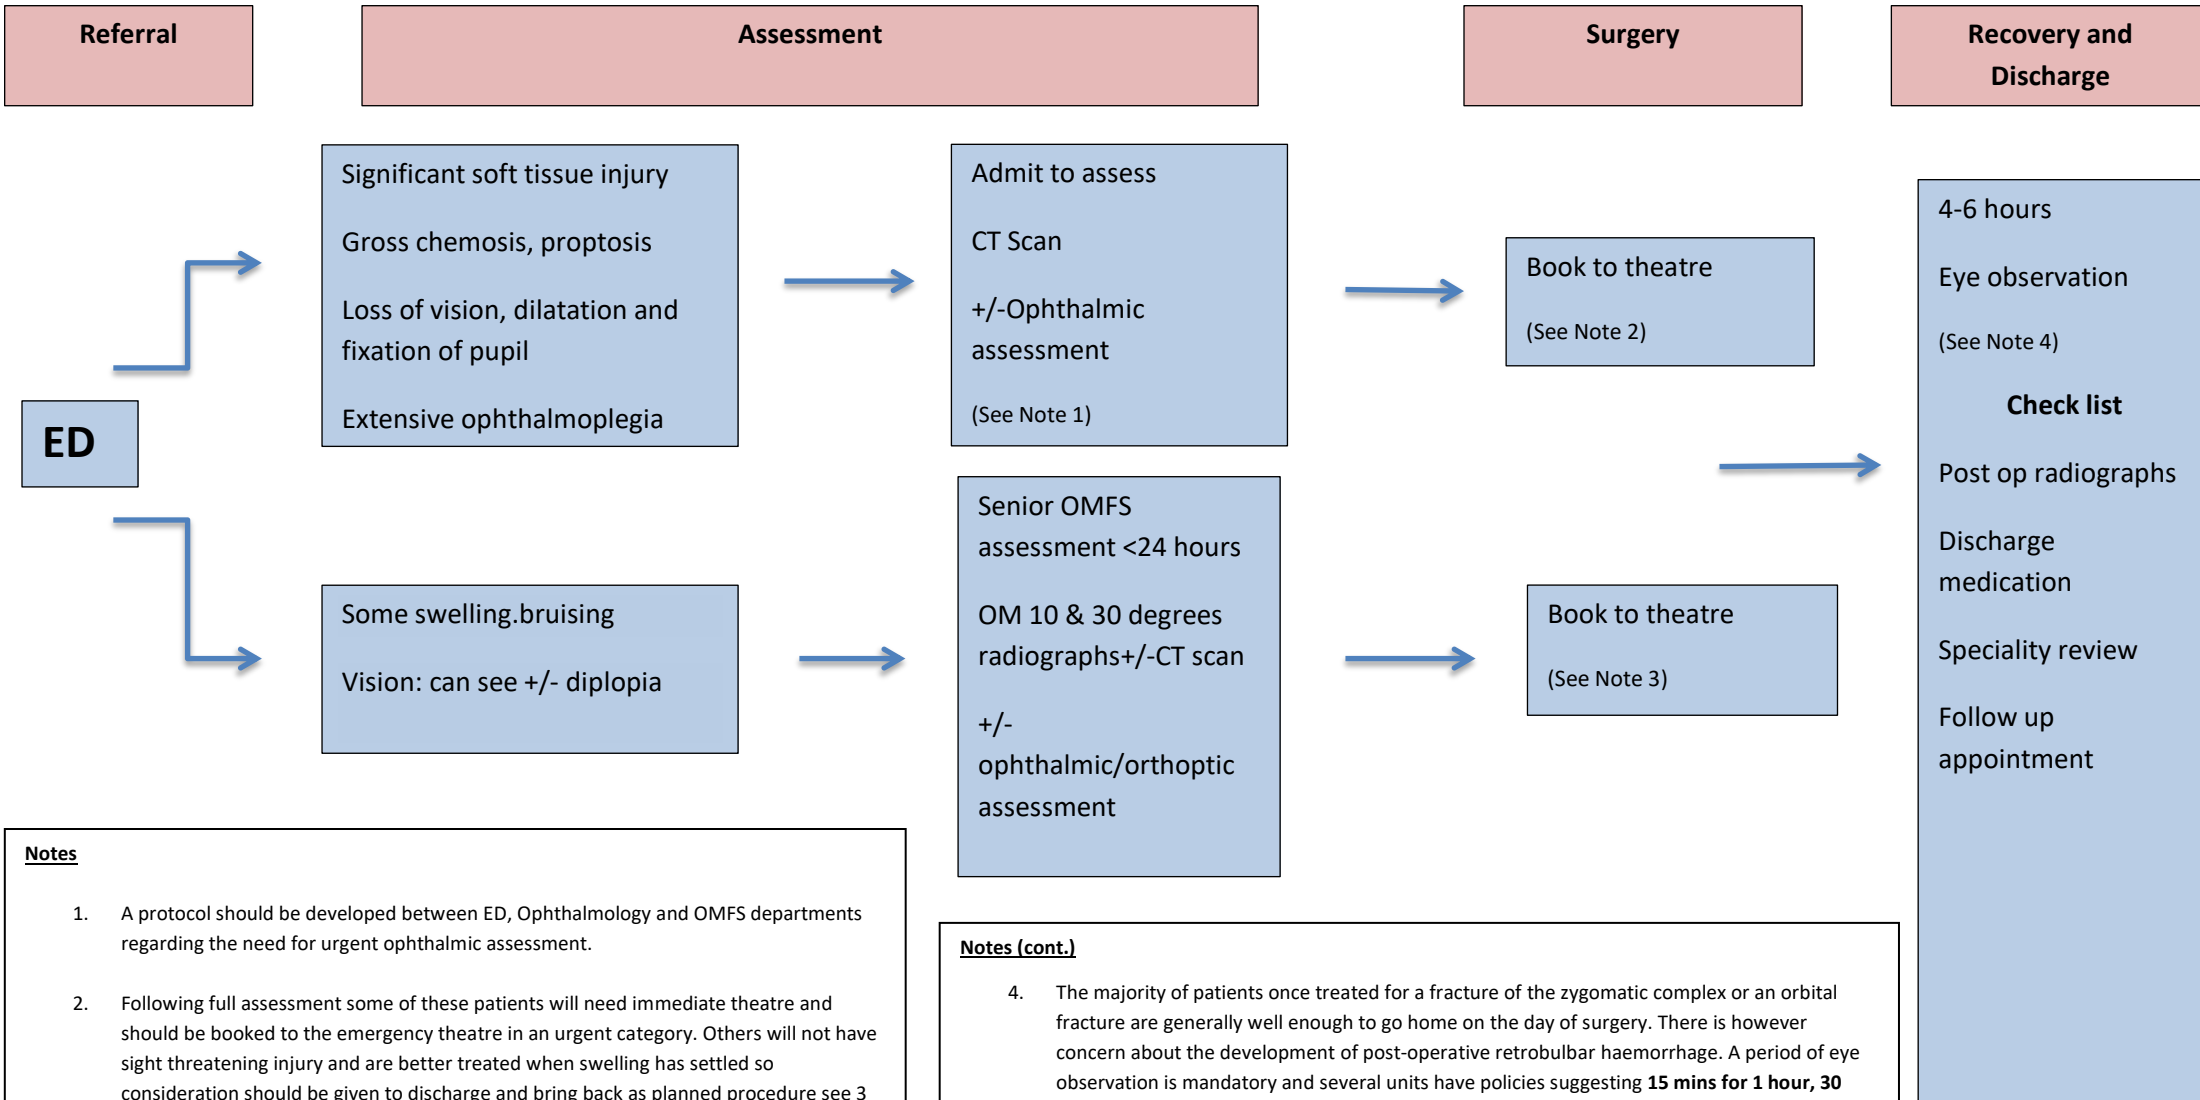 Referral
Assessment
Surgery
Recovery and
Discharge
ED
Significant soft tissue injury
Gross chemosis, proptosis
Loss of vision, dilatation and
fixation of pupil
Extensive ophthalmoplegia
Admit to assess
CT Scan
+/-Ophthalmic
assessment
(See Note 1)
Book to theatre
(See Note 2)
Some swelling.bruising
Vision: can see +/- diplopia
Senior OMFS
assessment <24 hours
OM 10 & 30 degrees
radiographs+/-CT scan
+/-
ophthalmic/orthoptic
assessment
Book to theatre
(See Note 3)
4-6 hours
Eye observation
(See Note 4)
Check list
Post op radiographs
Discharge
medication
Speciality review
Follow up
appointment
Notes
1. A protocol should be developed between ED, Ophthalmology and OMFS departments
regarding the need for urgent ophthalmic assessment.
2. Following full assessment some of these patients will need immediate theatre and
should be booked to the emergency theatre in an urgent category. Others will not have
sight threatening injury and are better treated when swelling has settled so
consideration should be given to discharge and bring back as planned procedure see 3
Notes (cont.)
4. The majority of patients once treated for a fracture of the zygomatic complex or an orbital
fracture are generally well enough to go home on the day of surgery. There is however
concern about the development of post-operative retrobulbar haemorrhage. A period of eye
observation is mandatory and several units have policies suggesting 15 mins for 1 hour, 30